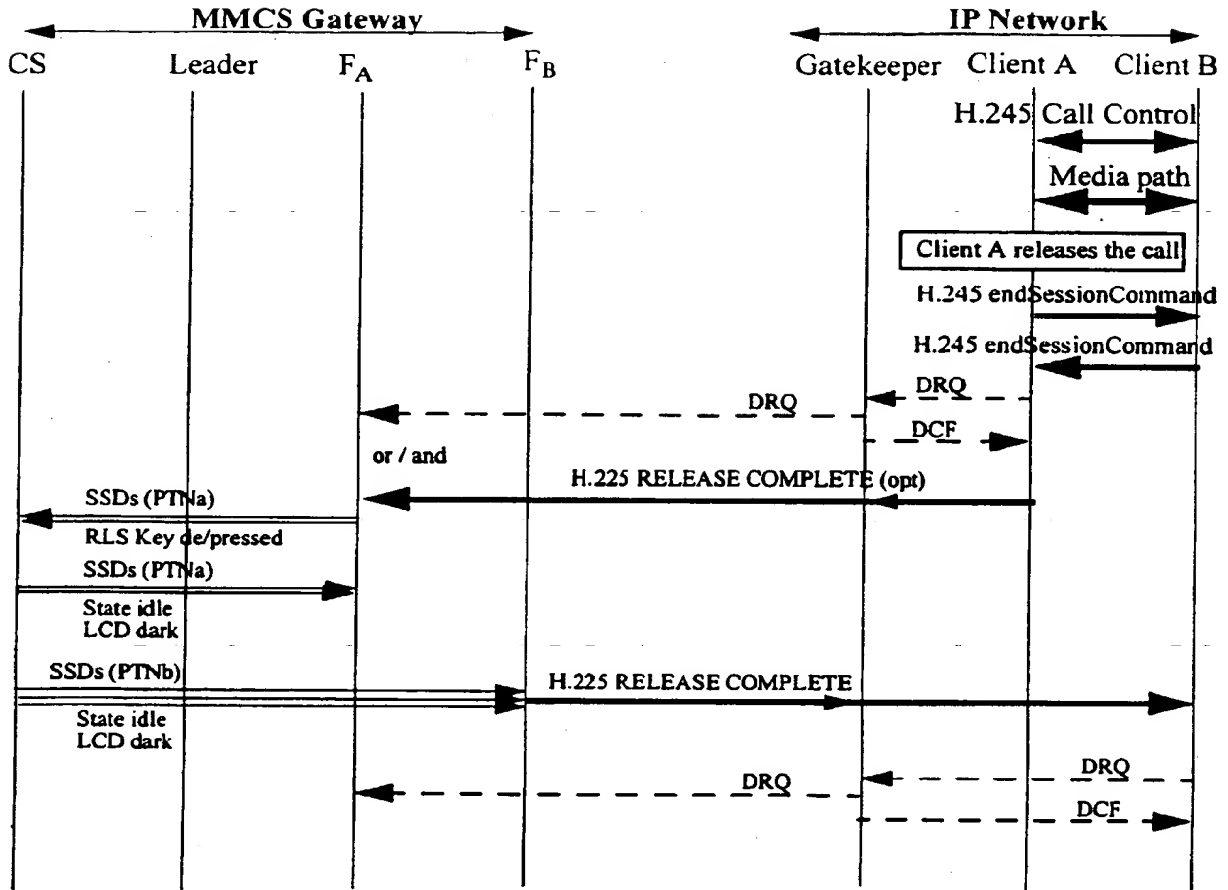 MMCS Gateway
IP Network
CS Leader FA FB Gatekeeper Client A Client B
H.245 Call Control
Media path
Client A releases the call
H.245 endSessionCommand
H.245 endSessionCommand
DRQ
DRQ
DCF
or / and
H.225 RELEASE COMPLETE (opt)
SSDs (PTNa)
RLS Key de/pressed
SSDs (PTNa)
State idle
LCD dark
SSDs (PTNb)
H.225 RELEASE COMPLETE
State idle
LCD dark
DRQ
DRQ
DCF